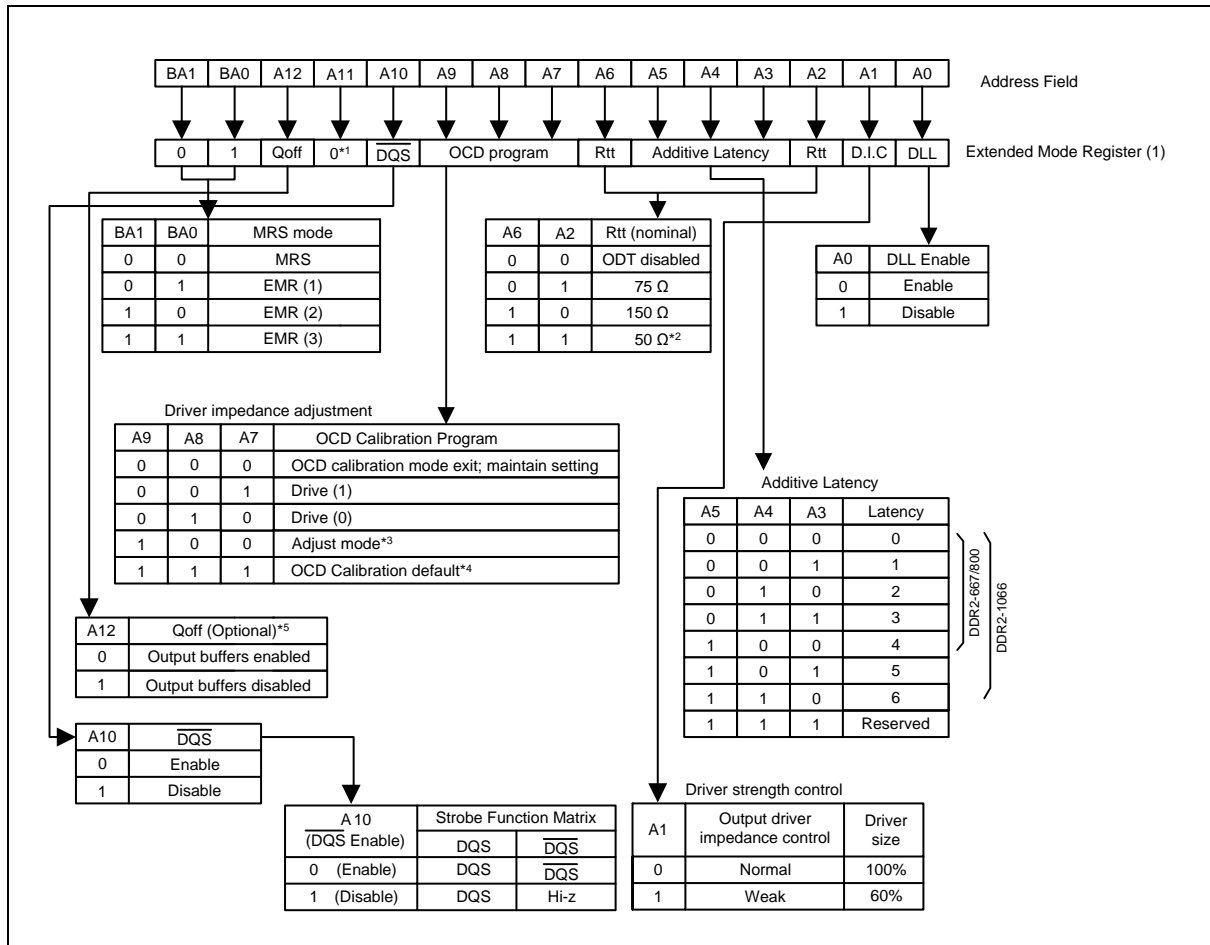 BA1 BA0 A12 A11 A10 A9 A8 A7 A6 A5 A4 A3 A2 A1 A0 Address Field
0 1 Qoff 0*1 D̅Q̅S̅ OCD program Rtt Additive Latency Rtt D.I.C DLL Extended Mode Register (1)
BA1 BA0 MRS mode
0 0 MRS
0 1 EMR (1)
1 0 EMR (2)
1 1 EMR (3)
A6 A2 Rtt (nominal)
0 0 ODT disabled
0 1 75 Ω
1 0 150 Ω
1 1 50 Ω*2
A0 DLL Enable
0 Enable
1 Disable
Driver impedance adjustment
A9 A8 A7 OCD Calibration Program
0 0 0 OCD calibration mode exit; maintain setting
0 0 1 Drive (1)
0 1 0 Drive (0)
1 0 0 Adjust mode*3
1 1 1 OCD Calibration default*4
Additive Latency
A5 A4 A3 Latency
0 0 0 0
0 0 1 1
0 1 0 2
0 1 1 3
1 0 0 4
1 0 1 5
1 1 0 6
1 1 1 Reserved
DDR2-667/800
DDR2-1066
A12 Qoff (Optional)*5
0 Output buffers enabled
1 Output buffers disabled
A10 D̅Q̅S̅
0 Enable
1 Disable
A 10
(D̅Q̅S̅ Enable)
Strobe Function Matrix
DQS D̅Q̅S̅
0 (Enable) DQS D̅Q̅S̅
1 (Disable) DQS Hi-z
Driver strength control
A1
Output driver
impedance control
Driver
size
0 Normal 100%
1 Weak 60%